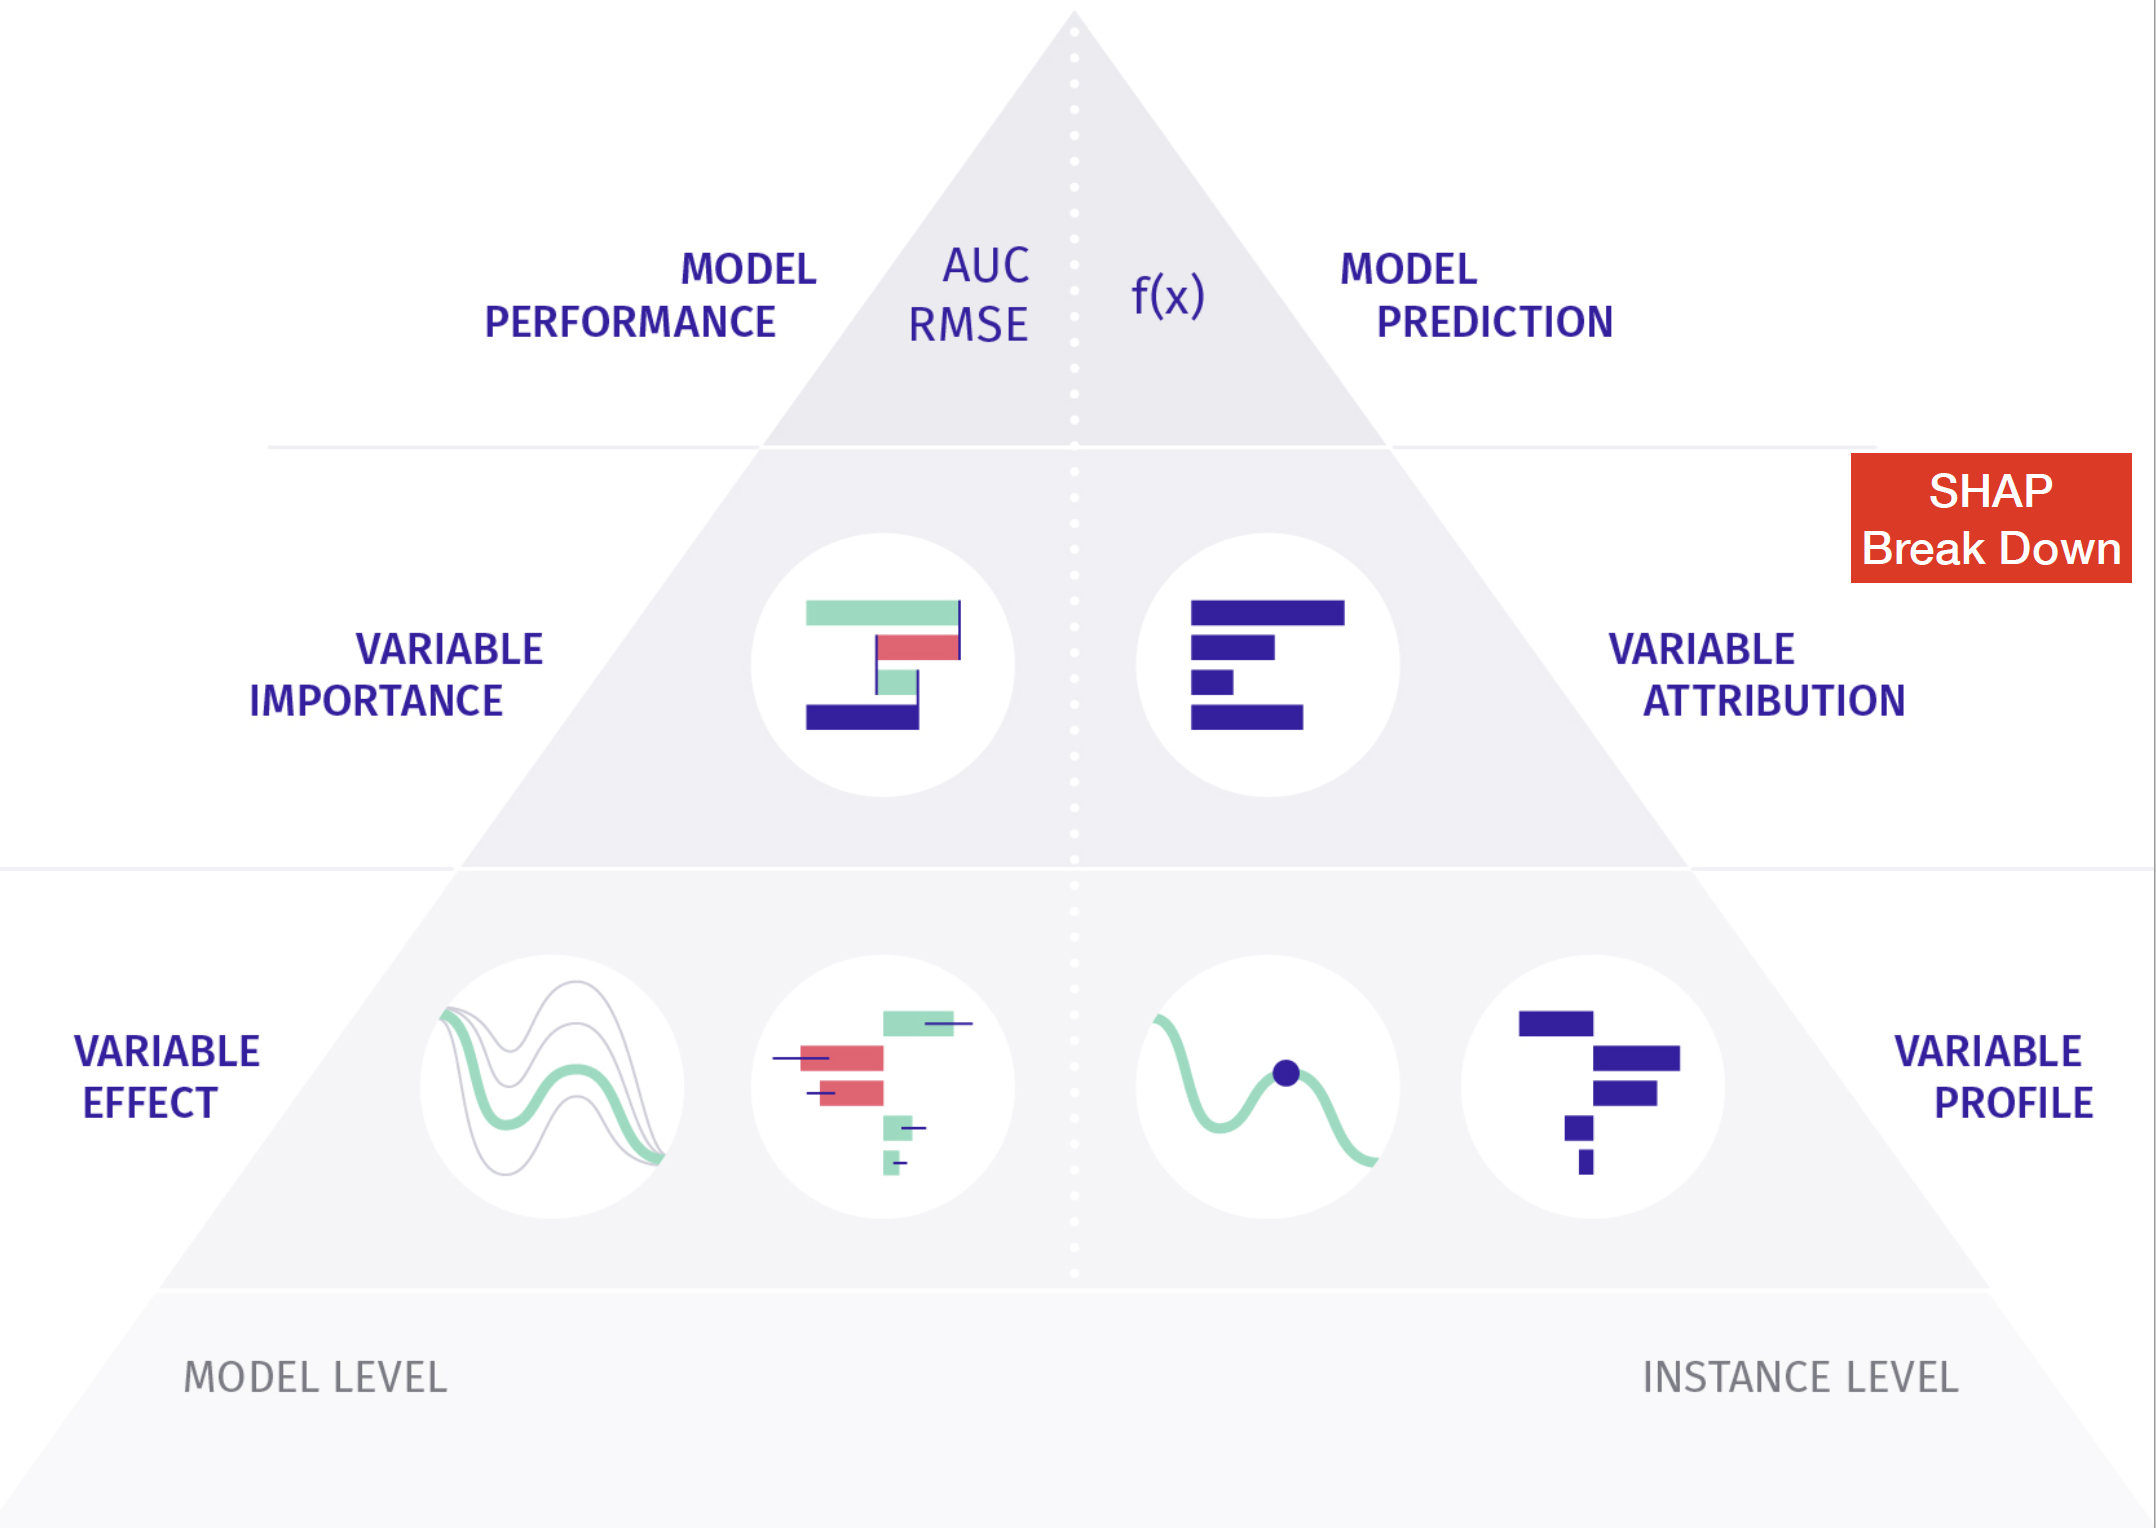 MODEL
PERFORMANCE
AUC
RMSE
f(x)
MODEL
PREDICTION
SHAP
Break Down
VARIABLE
IMPORTANCE
VARIABLE
ATTRIBUTION
VARIABLE
EFFECT
VARIABLE
PROFILE
MODEL LEVEL
INSTANCE LEVEL